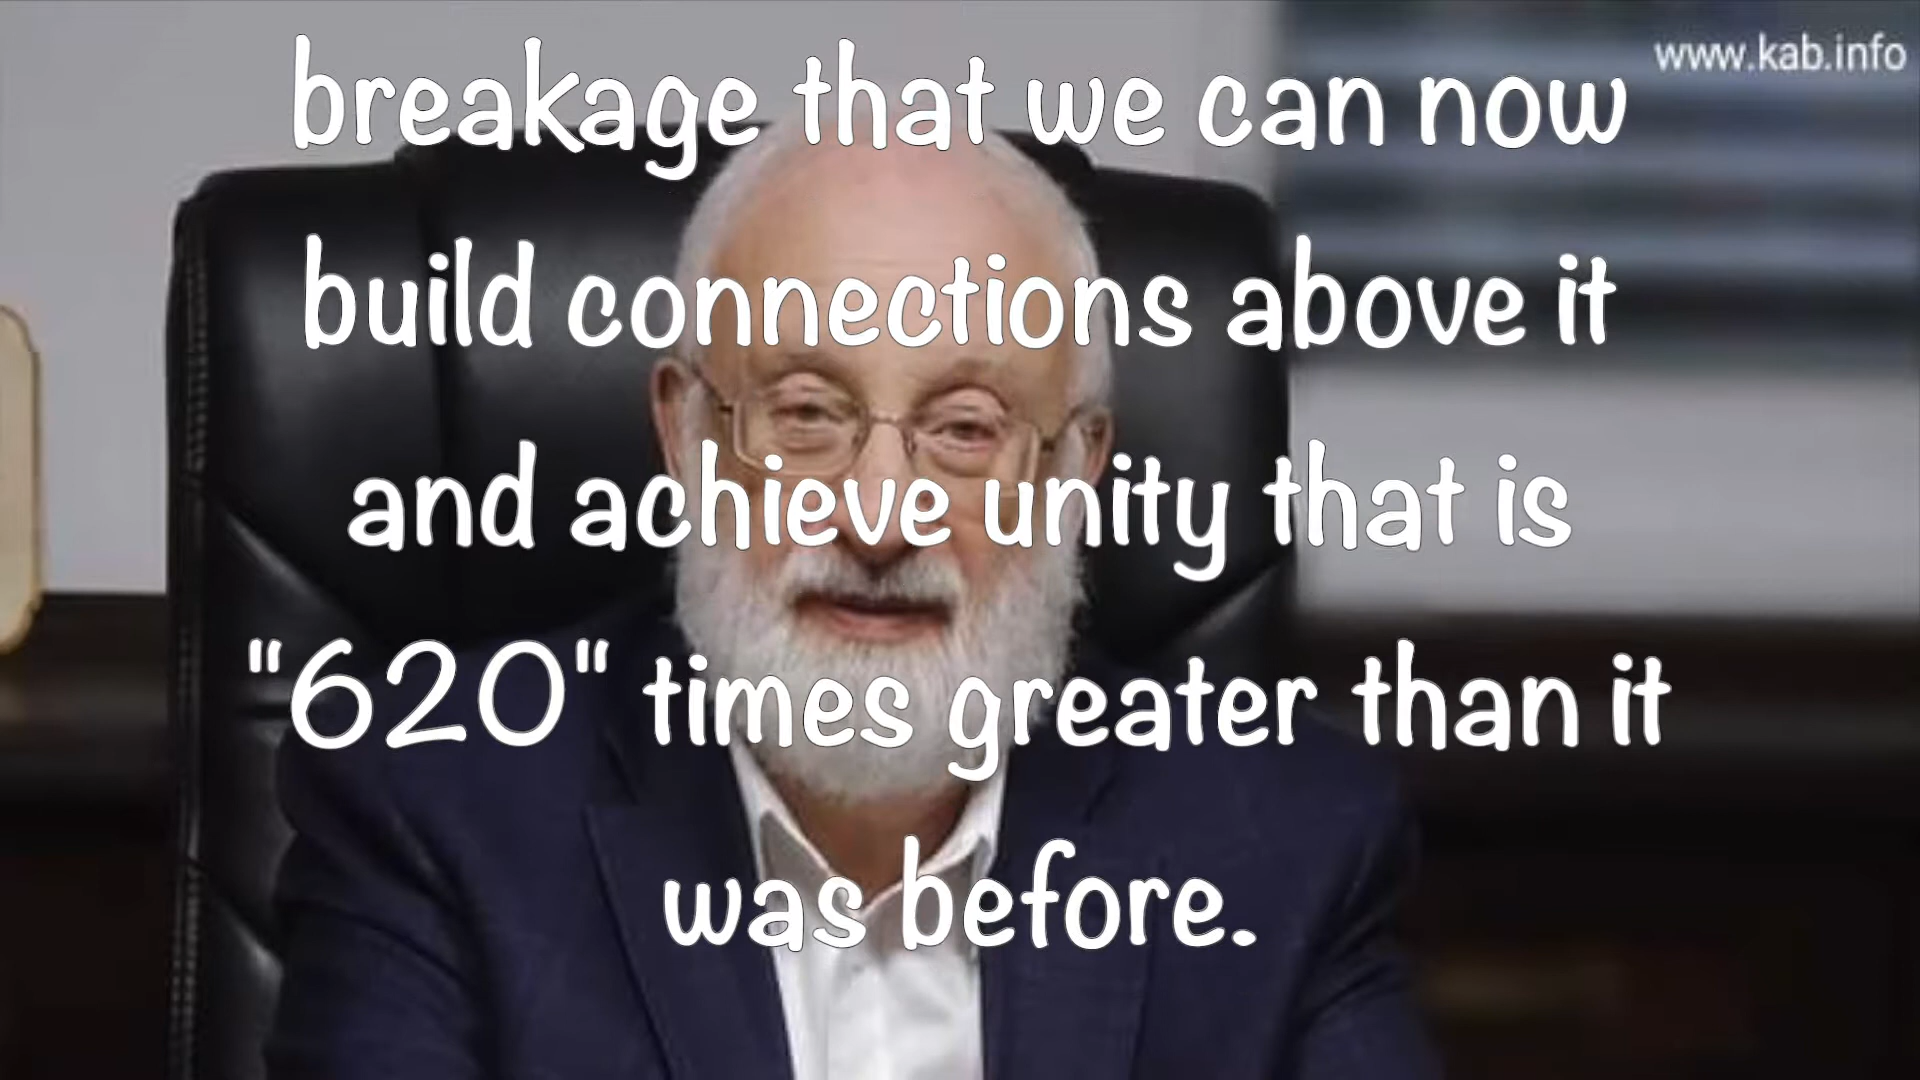 www.kab.info
breakage that we can now
build connections above it
and achieve unity that is
"620" times greater than it
was before.